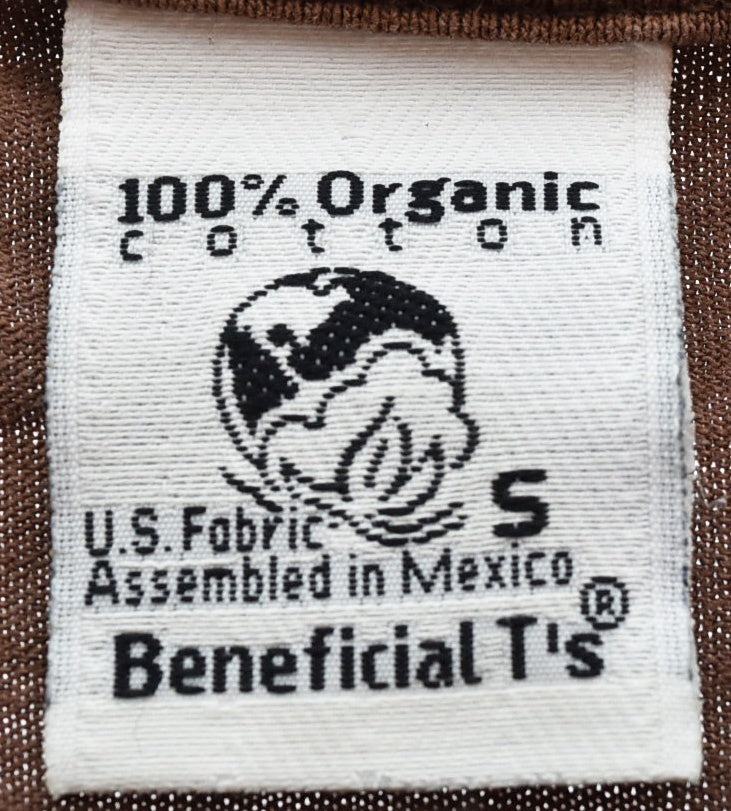 100% Organic
cotton
S
U.S. Fabric
Assembled in Mexico
Beneficial T's®